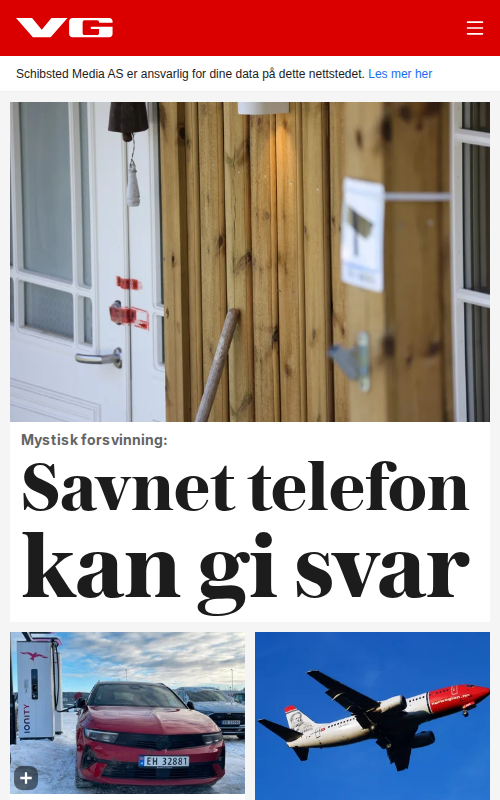 VG
Schibsted Media AS er ansvarlig for dine data på dette nettstedet. Les mer her
Mystisk forsvinning:
Savnet telefon
kan gi svar
IONITY
EH 32881